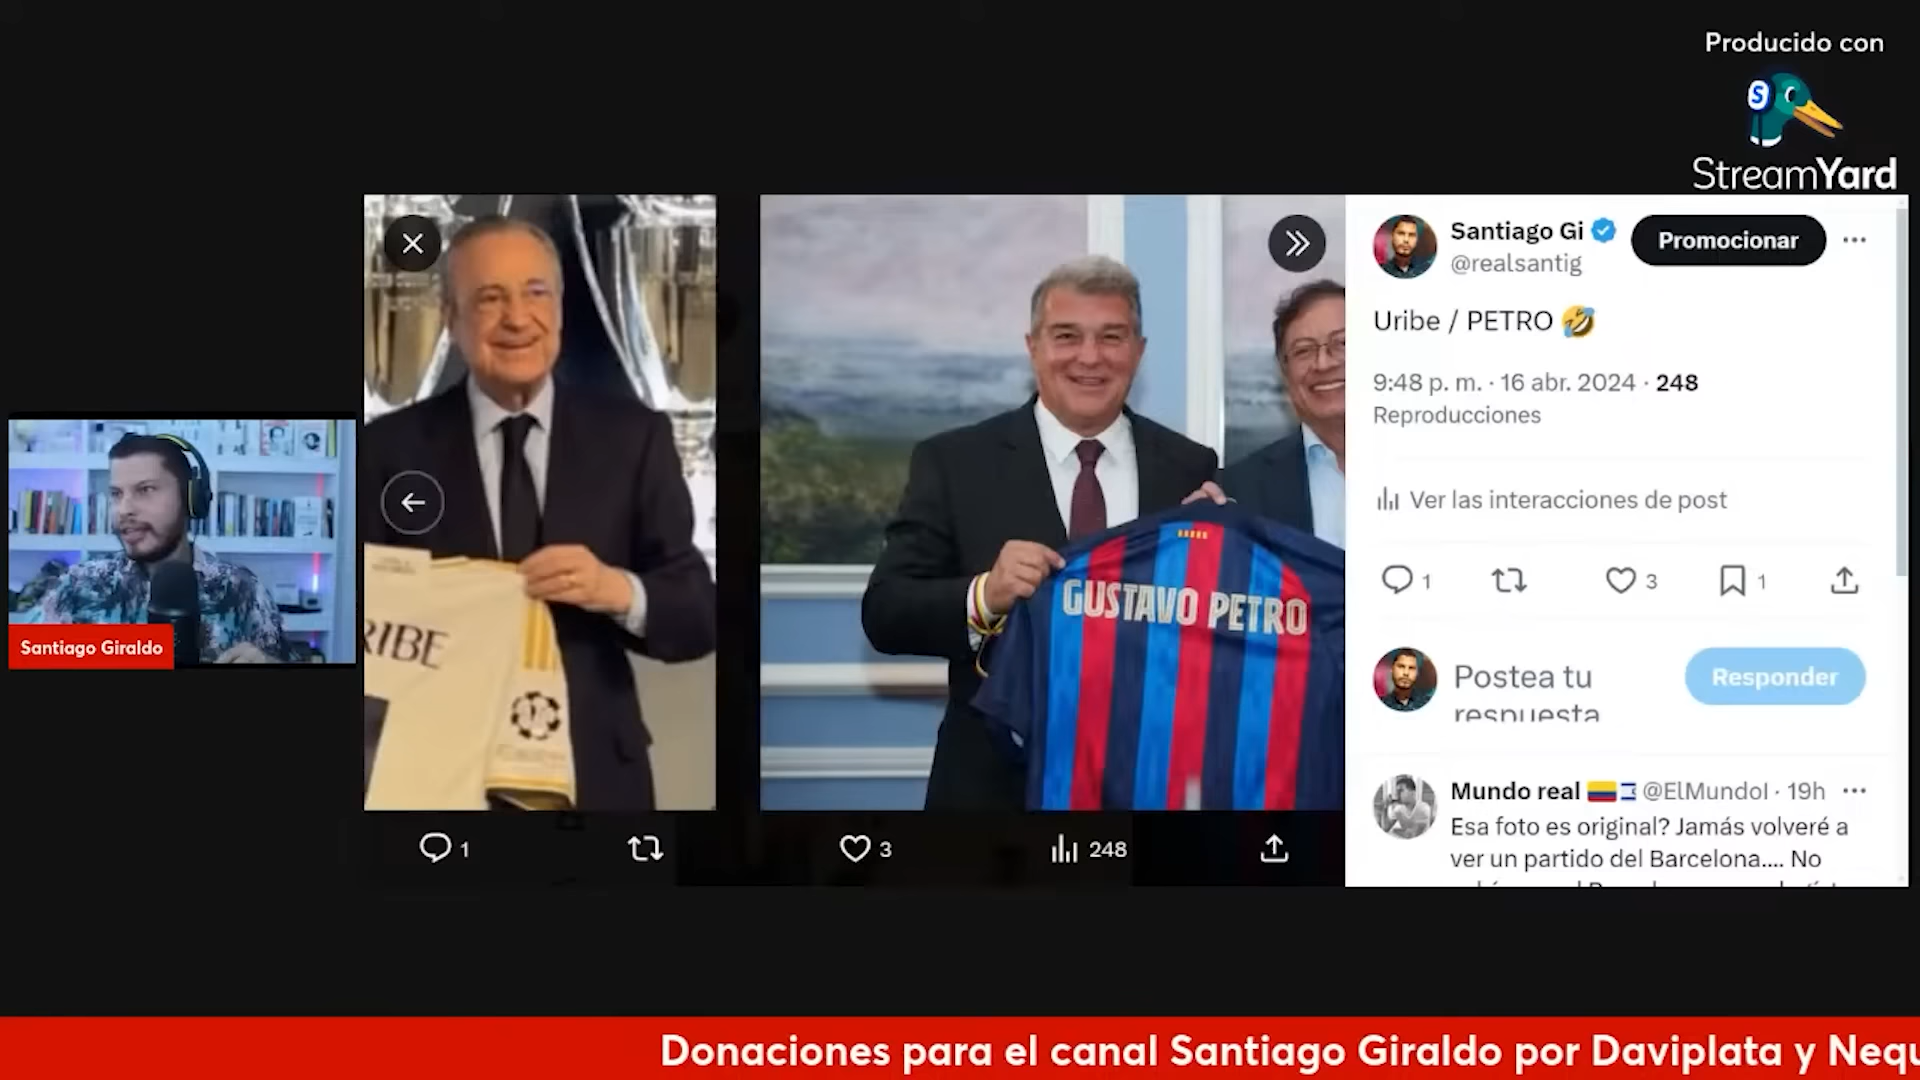 Producido con
S
StreamYard
Santiago Gi
@realsantig
Promocionar
Uribe / PETRO 🤣
9:48 p. m. · 16 abr. 2024 · 248
Reproducciones
Ver las interacciones de post
1
3
1
Postea tu
respuesta
Responder
Mundo real 🇨🇴 @ElMundoI · 19h
Esa foto es original? Jamás volveré a
ver un partido del Barcelona.... No
RIBE
GUSTAVO PETRO
1
3
248
Santiago Giraldo
Donaciones para el canal Santiago Giraldo por Daviplata y Nequ